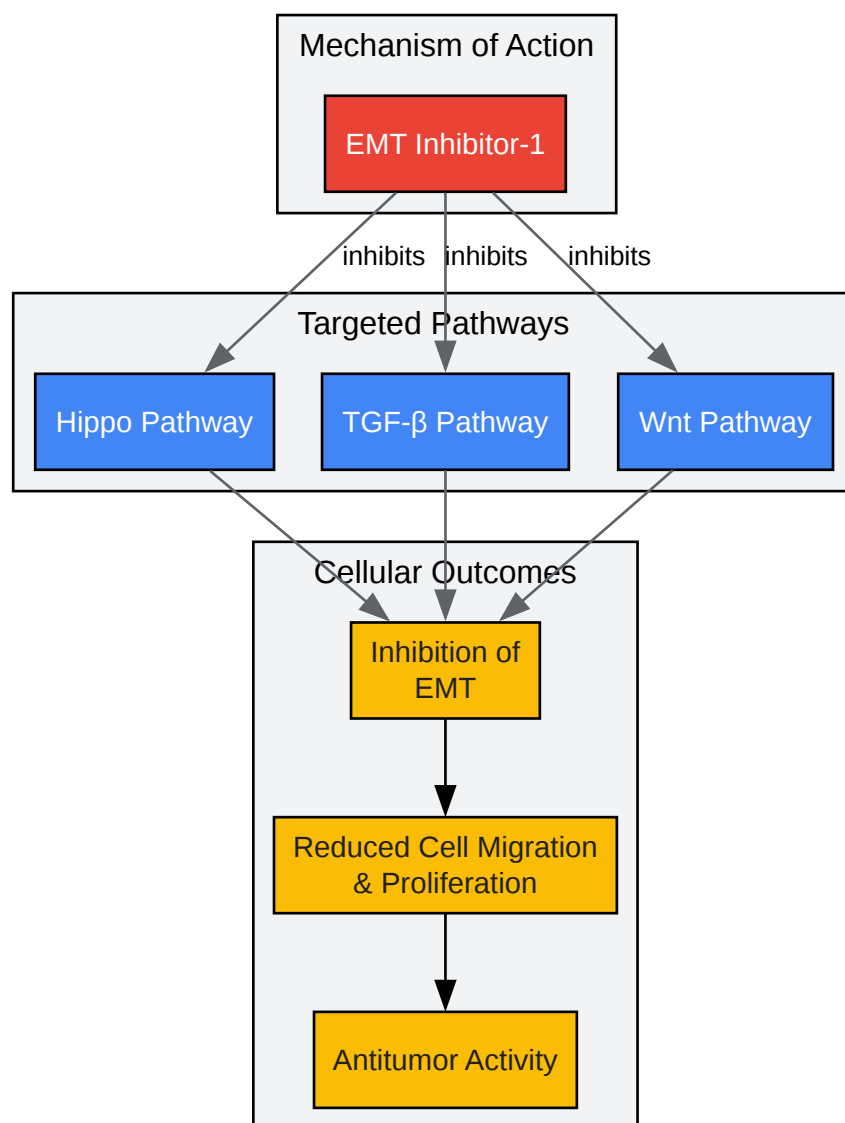 Mechanism of Action
EMT Inhibitor-1
inhibits
inhibits
inhibits
Targeted Pathways
Hippo Pathway
TGF-β Pathway
Wnt Pathway
Cellular Outcomes
Inhibition of
EMT
Reduced Cell Migration
& Proliferation
Antitumor Activity